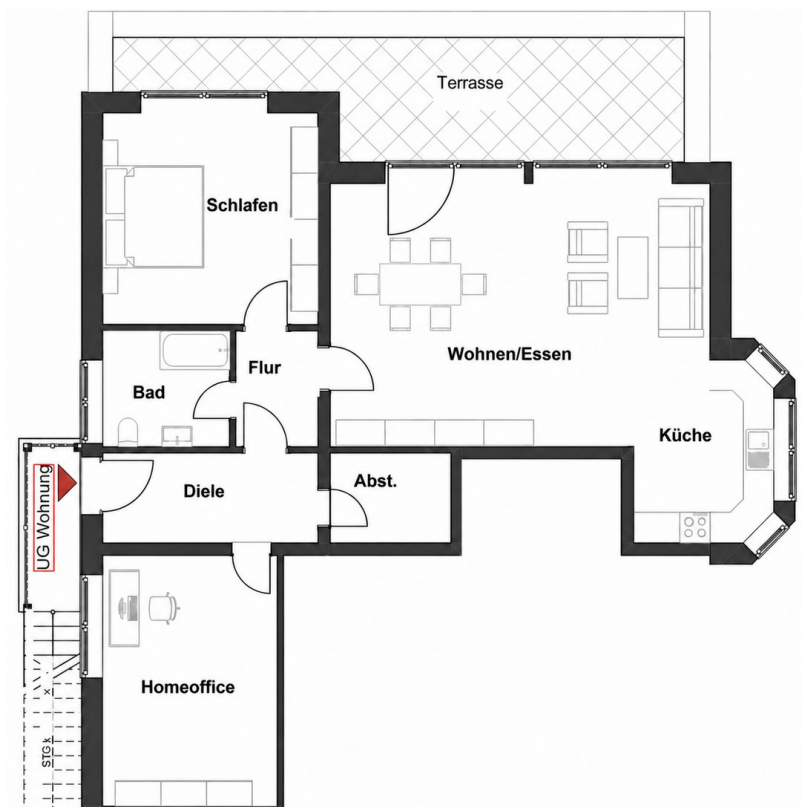 Terrasse
Schlafen
Wohnen/Essen
Flur
Bad
Küche
Abst.
Diele
UG Wohnung
Homeoffice
x
STG k